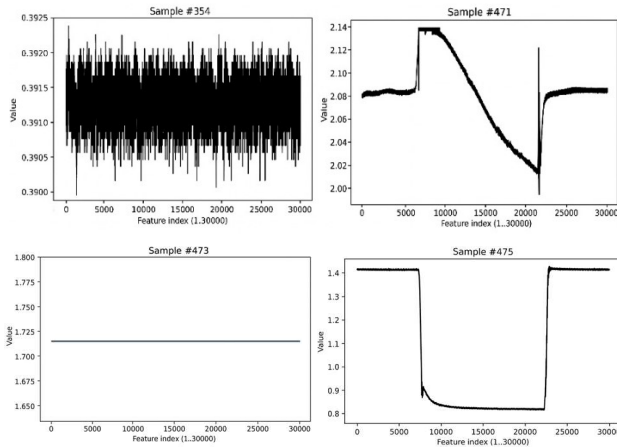 Sample #354
0.3925
0.3920
0.3915
0.3910
0.3905
0.3900
Value
0 5000 10000 15000 20000 25000 30000
Feature index (1..30000)
Sample #471
2.14
2.12
2.10
2.08
2.06
2.04
2.02
2.00
Value
0 5000 10000 15000 20000 25000 30000
Feature index (1..30000)
Sample #473
1.800
1.775
1.750
1.725
1.700
1.675
1.650
Value
0 5000 10000 15000 20000 25000 30000
Feature index (1..30000)
Sample #475
1.4
1.3
1.2
1.1
1.0
0.9
0.8
Value
0 5000 10000 15000 20000 25000 30000
Feature index (1..30000)